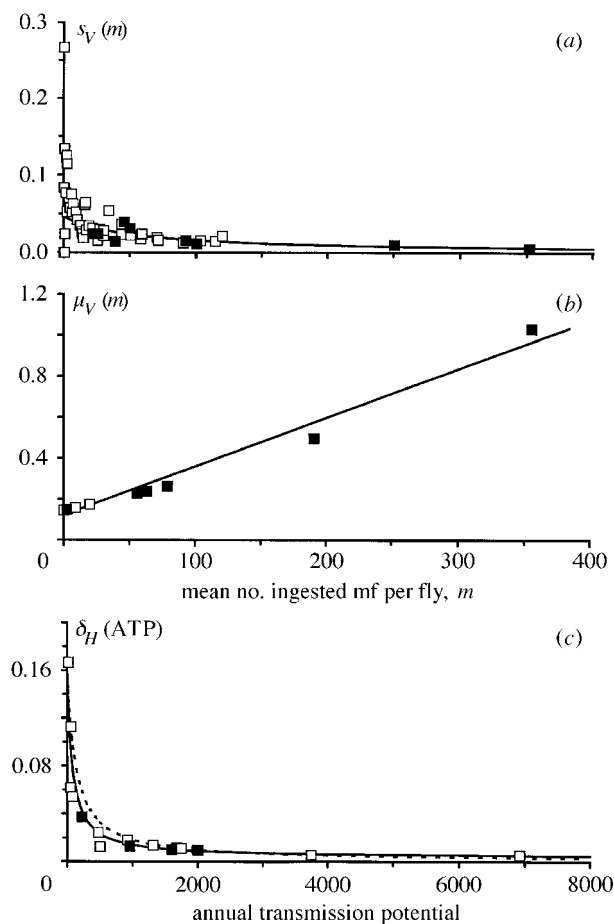 0.3
s_V (m)
(a)
0.2
0.1
0.0
1.2
μ_V (m)
(b)
0.8
0.4
0
100
200
300
400
mean no. ingested mf per fly, m
δ_H (ATP)
(c)
0.16
0.08
0
2000
4000
6000
8000
annual transmission potential